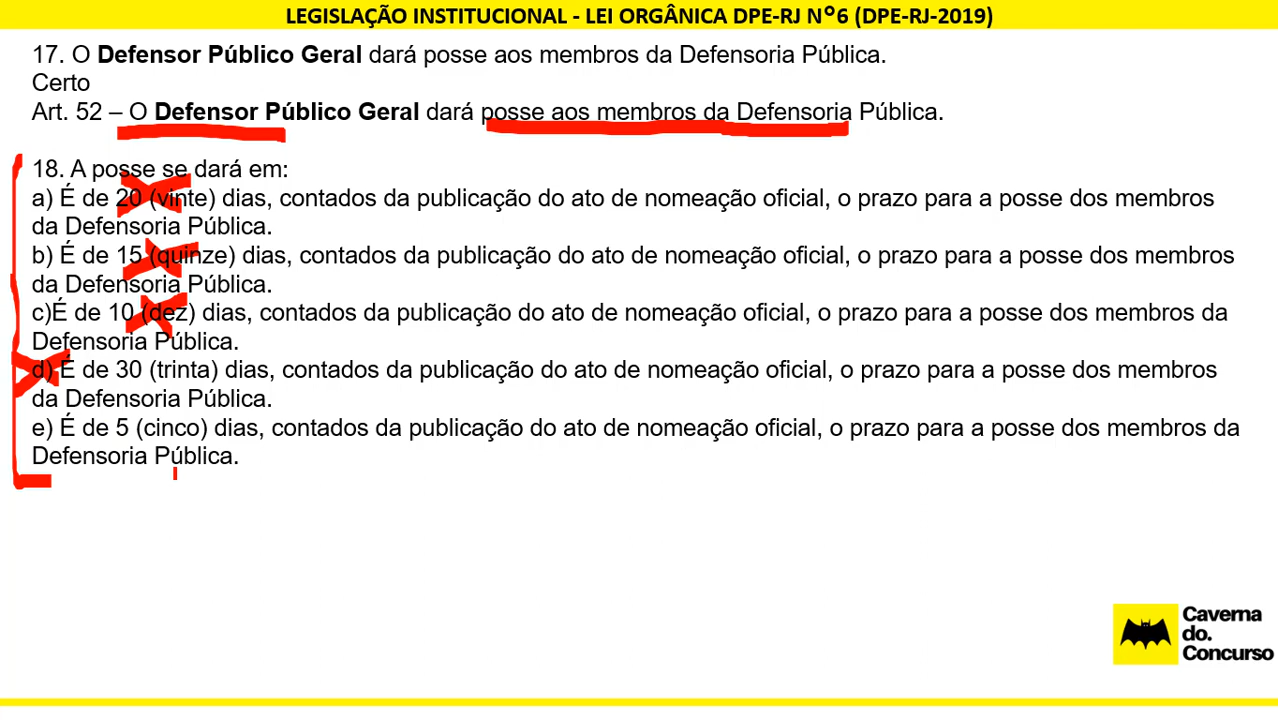 LEGISLAÇÃO INSTITUCIONAL - LEI ORGÂNICA DPE-RJ Nº6 (DPE-RJ-2019)
17. O Defensor Público Geral dará posse aos membros da Defensoria Pública.
Certo
Art. 52 – O Defensor Público Geral dará posse aos membros da Defensoria Pública.
18. A posse se dará em:
a) É de 20 (vinte) dias, contados da publicação do ato de nomeação oficial, o prazo para a posse dos membros
da Defensoria Pública.
b) É de 15 (quinze) dias, contados da publicação do ato de nomeação oficial, o prazo para a posse dos membros
da Defensoria Pública.
c)É de 10 (dez) dias, contados da publicação do ato de nomeação oficial, o prazo para a posse dos membros da
Defensoria Pública.
d) É de 30 (trinta) dias, contados da publicação do ato de nomeação oficial, o prazo para a posse dos membros
da Defensoria Pública.
e) É de 5 (cinco) dias, contados da publicação do ato de nomeação oficial, o prazo para a posse dos membros da
Defensoria Pública.
Caverna
do.
Concurso